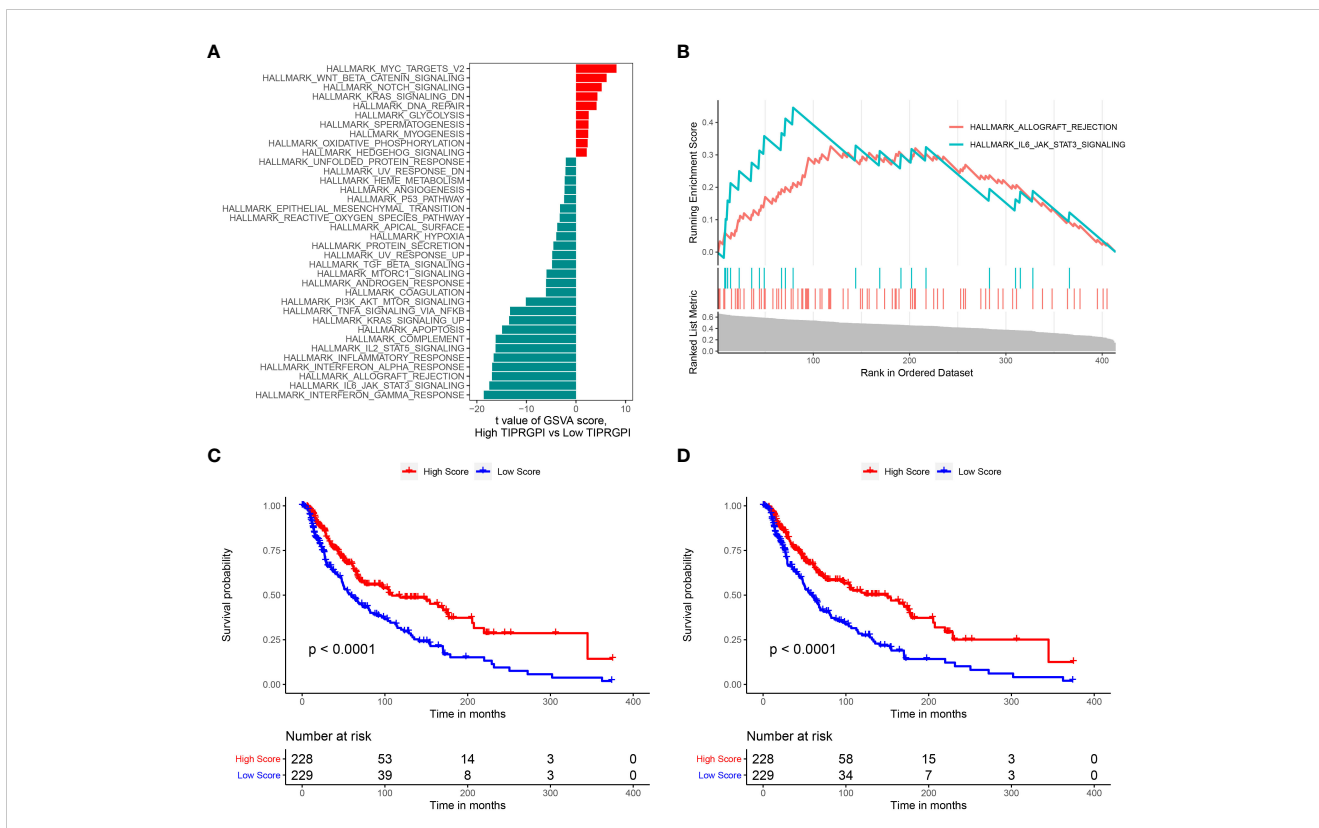 A
HALLMARK_MYC_TARGETS_V2
HALLMARK_WNT_BETA_CATENIN_SIGNALING
HALLMARK_NOTCH_SIGNALING
HALLMARK_KRAS_SIGNALING_DN
HALLMARK_DNA_REPAIR
HALLMARK_GLYCOLYSIS
HALLMARK_SPERMATOGENESIS
HALLMARK_MYOGENESIS
HALLMARK_OXIDATIVE_PHOSPHORYLATION
HALLMARK_HEDGEHOG_SIGNALING
HALLMARK_UNFOLDED_PROTEIN_RESPONSE
HALLMARK_UV_RESPONSE_DN
HALLMARK_HEME_METABOLISM
HALLMARK_ANGIOGENESIS
HALLMARK_P53_PATHWAY
HALLMARK_EPITHELIAL_MESENCHYMAL_TRANSITION
HALLMARK_REACTIVE_OXYGEN_SPECIES_PATHWAY
HALLMARK_APICAL_SURFACE
HALLMARK_HYPOXIA
HALLMARK_PROTEIN_SECRETION
HALLMARK_UV_RESPONSE_UP
HALLMARK_TGF_BETA_SIGNALING
HALLMARK_MTORC1_SIGNALING
HALLMARK_ANDROGEN_RESPONSE
HALLMARK_COAGULATION
HALLMARK_PI3K_AKT_MTOR_SIGNALING
HALLMARK_TNFA_SIGNALING_VIA_NFKB
HALLMARK_KRAS_SIGNALING_UP
HALLMARK_APOPTOSIS
HALLMARK_COMPLEMENT
HALLMARK_IL2_STAT5_SIGNALING
HALLMARK_INFLAMMATORY_RESPONSE
HALLMARK_INTERFERON_ALPHA_RESPONSE
HALLMARK_ALLOGRAFT_REJECTION
HALLMARK_IL6_JAK_STAT3_SIGNALING
HALLMARK_INTERFERON_GAMMA_RESPONSE
−20 −10 0 10
t value of GSVA score,
High TIPRGPI vs Low TIPRGPI
B
Running Enrichment Score
0.4
0.3
0.2
0.1
0.0
HALLMARK_ALLOGRAFT_REJECTION
HALLMARK_IL6_JAK_STAT3_SIGNALING
Ranked List Metric
0.6
0.4
0.2
0.0
100 200 300 400
Rank in Ordered Dataset
C
High Score Low Score
Survival probability
1.00
0.75
0.50
0.25
0.00
p < 0.0001
0 100 200 300 400
Time in months
Number at risk
High Score 228 53 14 3 0
Low Score 229 39 8 3 0
0 100 200 300 400
Time in months
D
High Score Low Score
Survival probability
1.00
0.75
0.50
0.25
0.00
p < 0.0001
0 100 200 300 400
Time in months
Number at risk
High Score 228 58 15 3 0
Low Score 229 34 7 3 0
0 100 200 300 400
Time in months